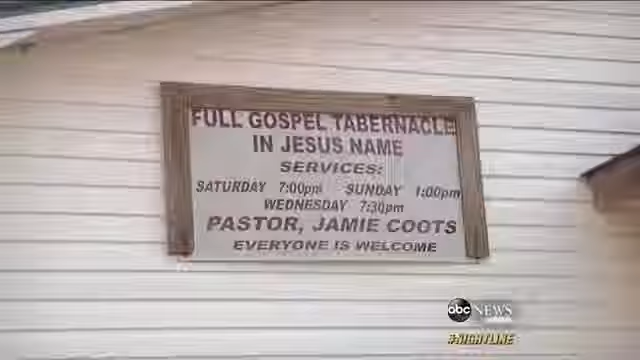 FULL GOSPEL TABERNACLE
IN JESUS NAME
SERVICES:
SATURDAY 7:00pm SUNDAY 1:00pm
WEDNESDAY 7:30pm
PASTOR, JAMIE COOTS
EVERYONE IS WELCOME
abc NEWS
#NIGHTLINE